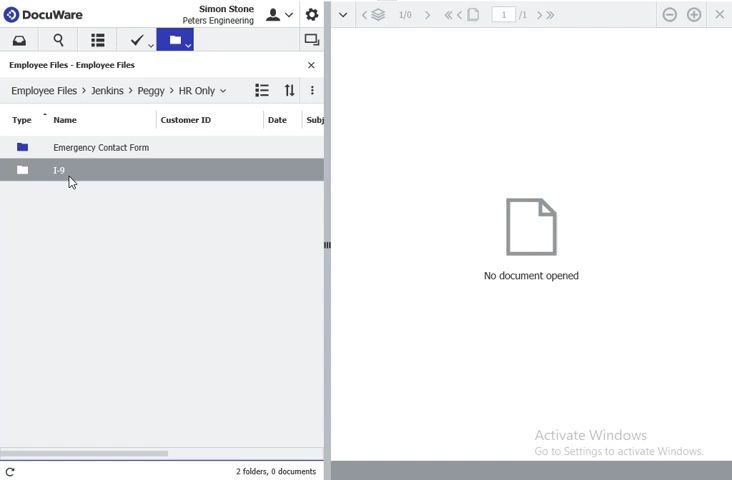 DocuWare
Simon Stone
Peters Engineering
1/0
1
/1
Employee Files - Employee Files
Employee Files > Jenkins > Peggy > HR Only
Type Name Customer ID Date Subj
Emergency Contact Form
I-9
No document opened
Activate Windows
Go to Settings to activate Windows.
2 folders, 0 documents